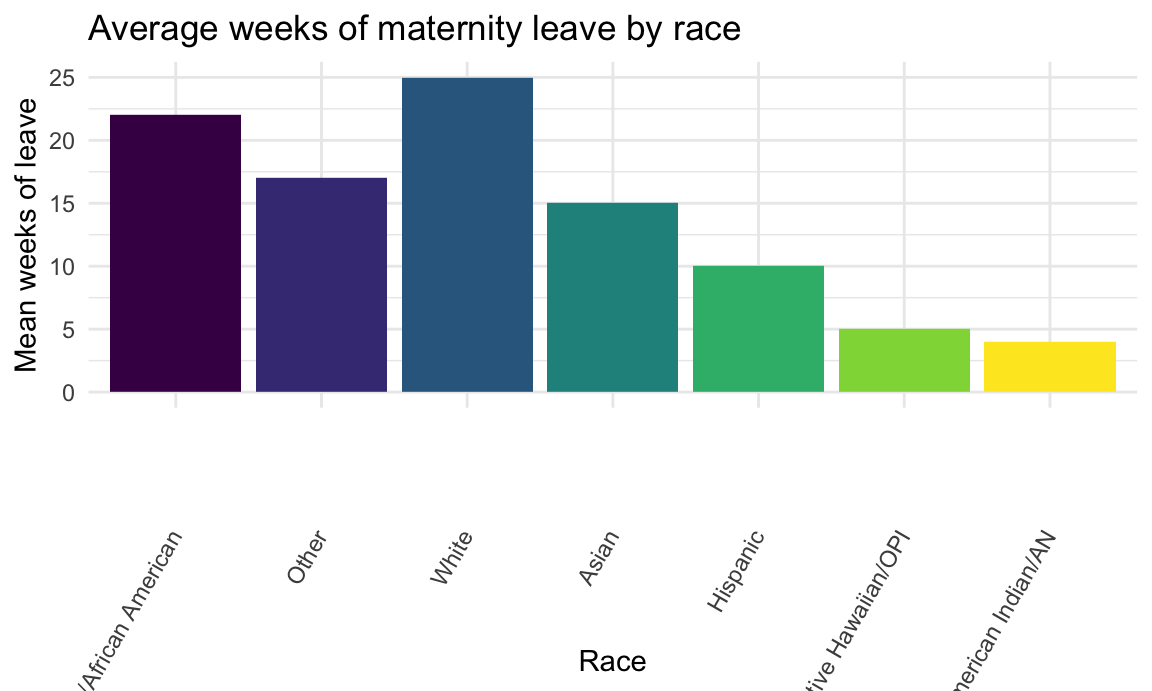 Average weeks of maternity leave by race
Mean weeks of leave
25
20
15
10
5
0
/African American
Other
White
Asian
Hispanic
tive Hawaiian/OPI
merican Indian/AN
Race